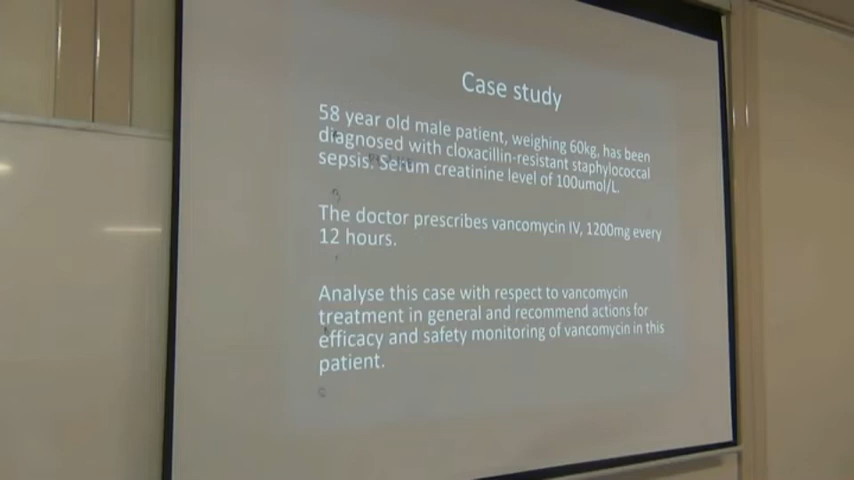 Case study
58 year old male patient, weighing 60kg, has been
diagnosed with cloxacillin-resistant staphylococcal
sepsis. Serum creatinine level of 100umol/L.
The doctor prescribes vancomycin IV, 1200mg every
12 hours.
Analyse this case with respect to vancomycin
treatment in general and recommend actions for
efficacy and safety monitoring of vancomycin in this
patient.